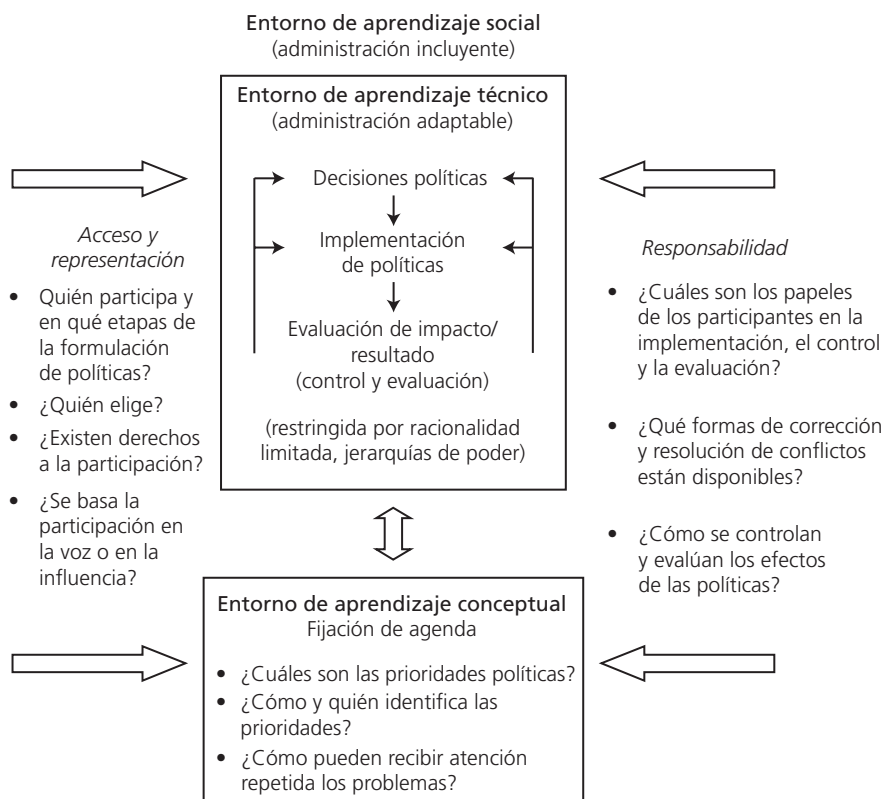 Entorno de aprendizaje social
(administración incluyente)
Entorno de aprendizaje técnico
(administración adaptable)
Decisiones políticas
Implementación
de políticas
Evaluación de impacto/
resultado
(control y evaluación)
(restringida por racionalidad
limitada, jerarquías de poder)
Acceso y
representación
• Quién participa y
en qué etapas de
la formulación
de políticas?
• ¿Quién elige?
• ¿Existen derechos
a la participación?
• ¿Se basa la
participación en
la voz o en la
influencia?
Responsabilidad
• ¿Cuáles son los papeles
de los participantes en la
implementación, el control
y la evaluación?
• ¿Qué formas de corrección
y resolución de conflictos
están disponibles?
• ¿Cómo se controlan
y evalúan los efectos
de las políticas?
Entorno de aprendizaje conceptual
Fijación de agenda
• ¿Cuáles son las prioridades políticas?
• ¿Cómo y quién identifica las
prioridades?
• ¿Cómo pueden recibir atención
repetida los problemas?